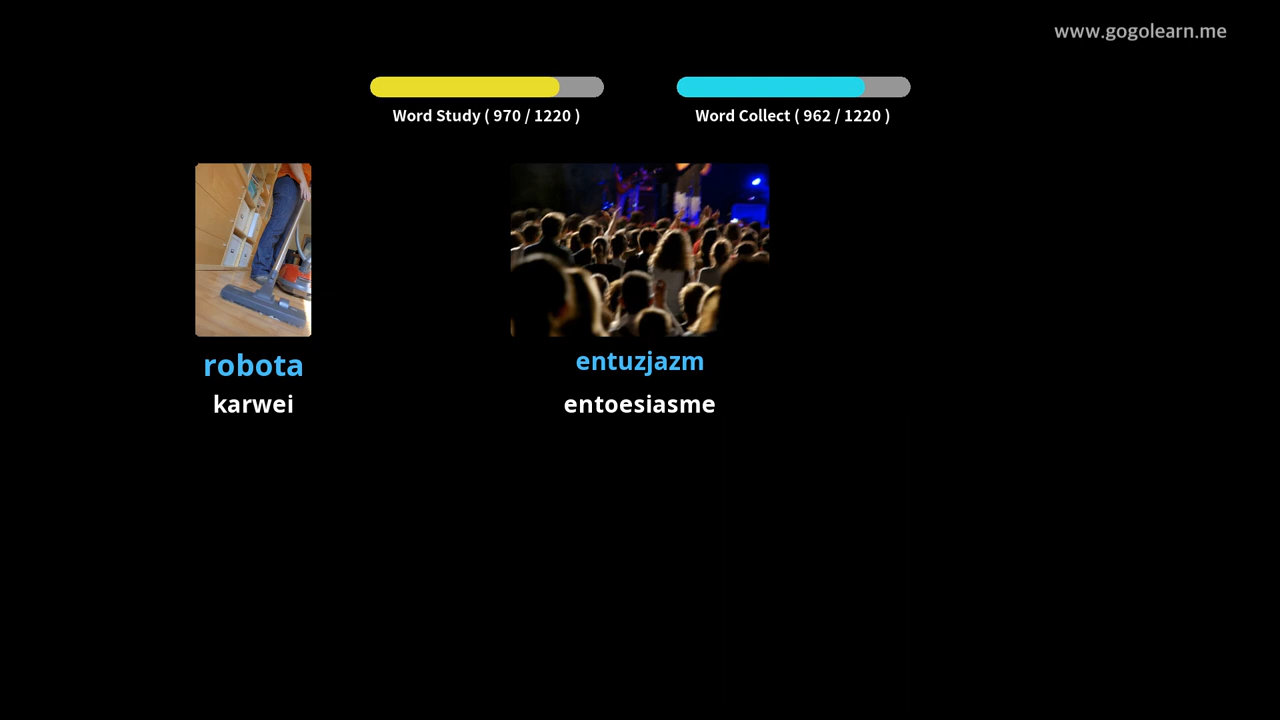 www.gogolearn.me
Word Study ( 970 / 1220 )
Word Collect ( 962 / 1220 )
robota
karwei
entuzjazm
entoesiasme